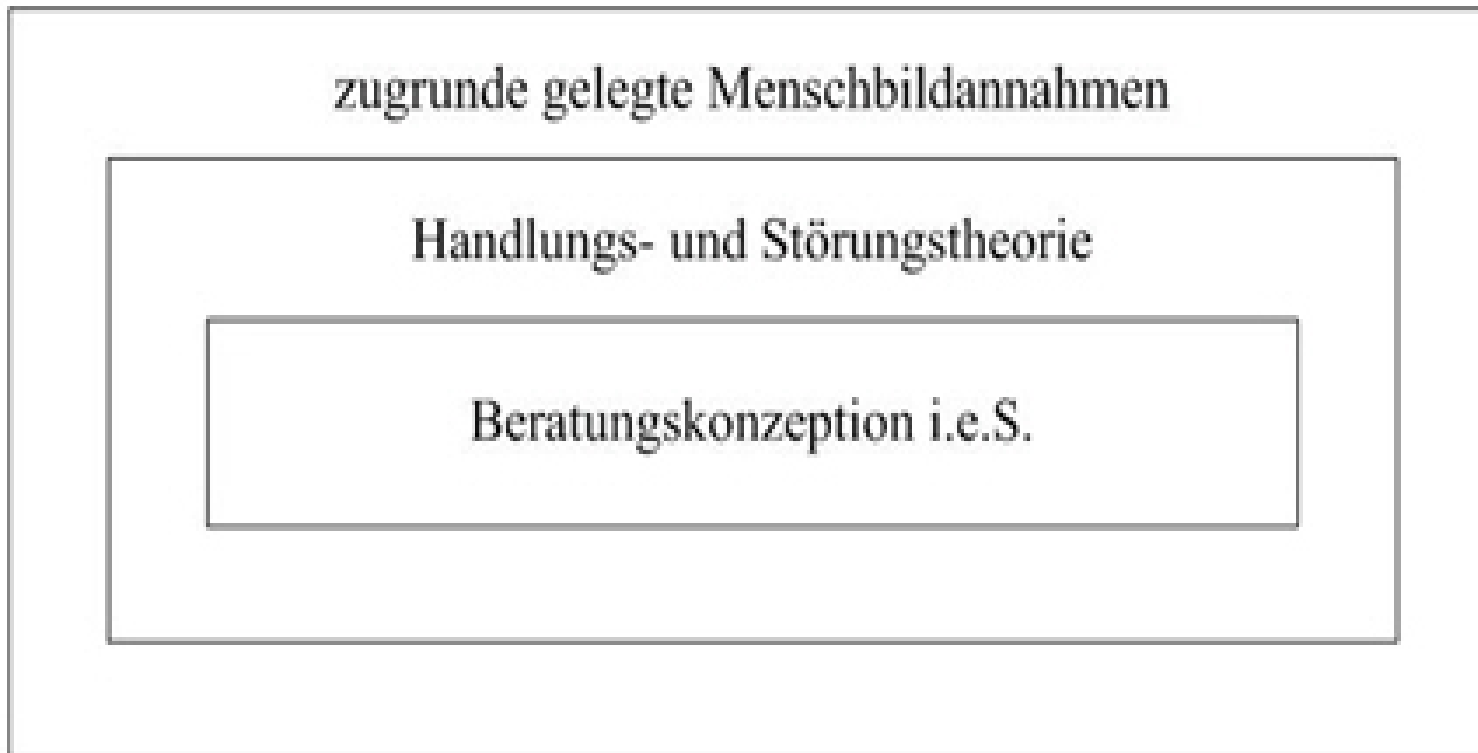 zugrunde gelegte Menschbildannahmen
Handlungs- und Störungstheorie
Beratungskonzeption i.e.S.